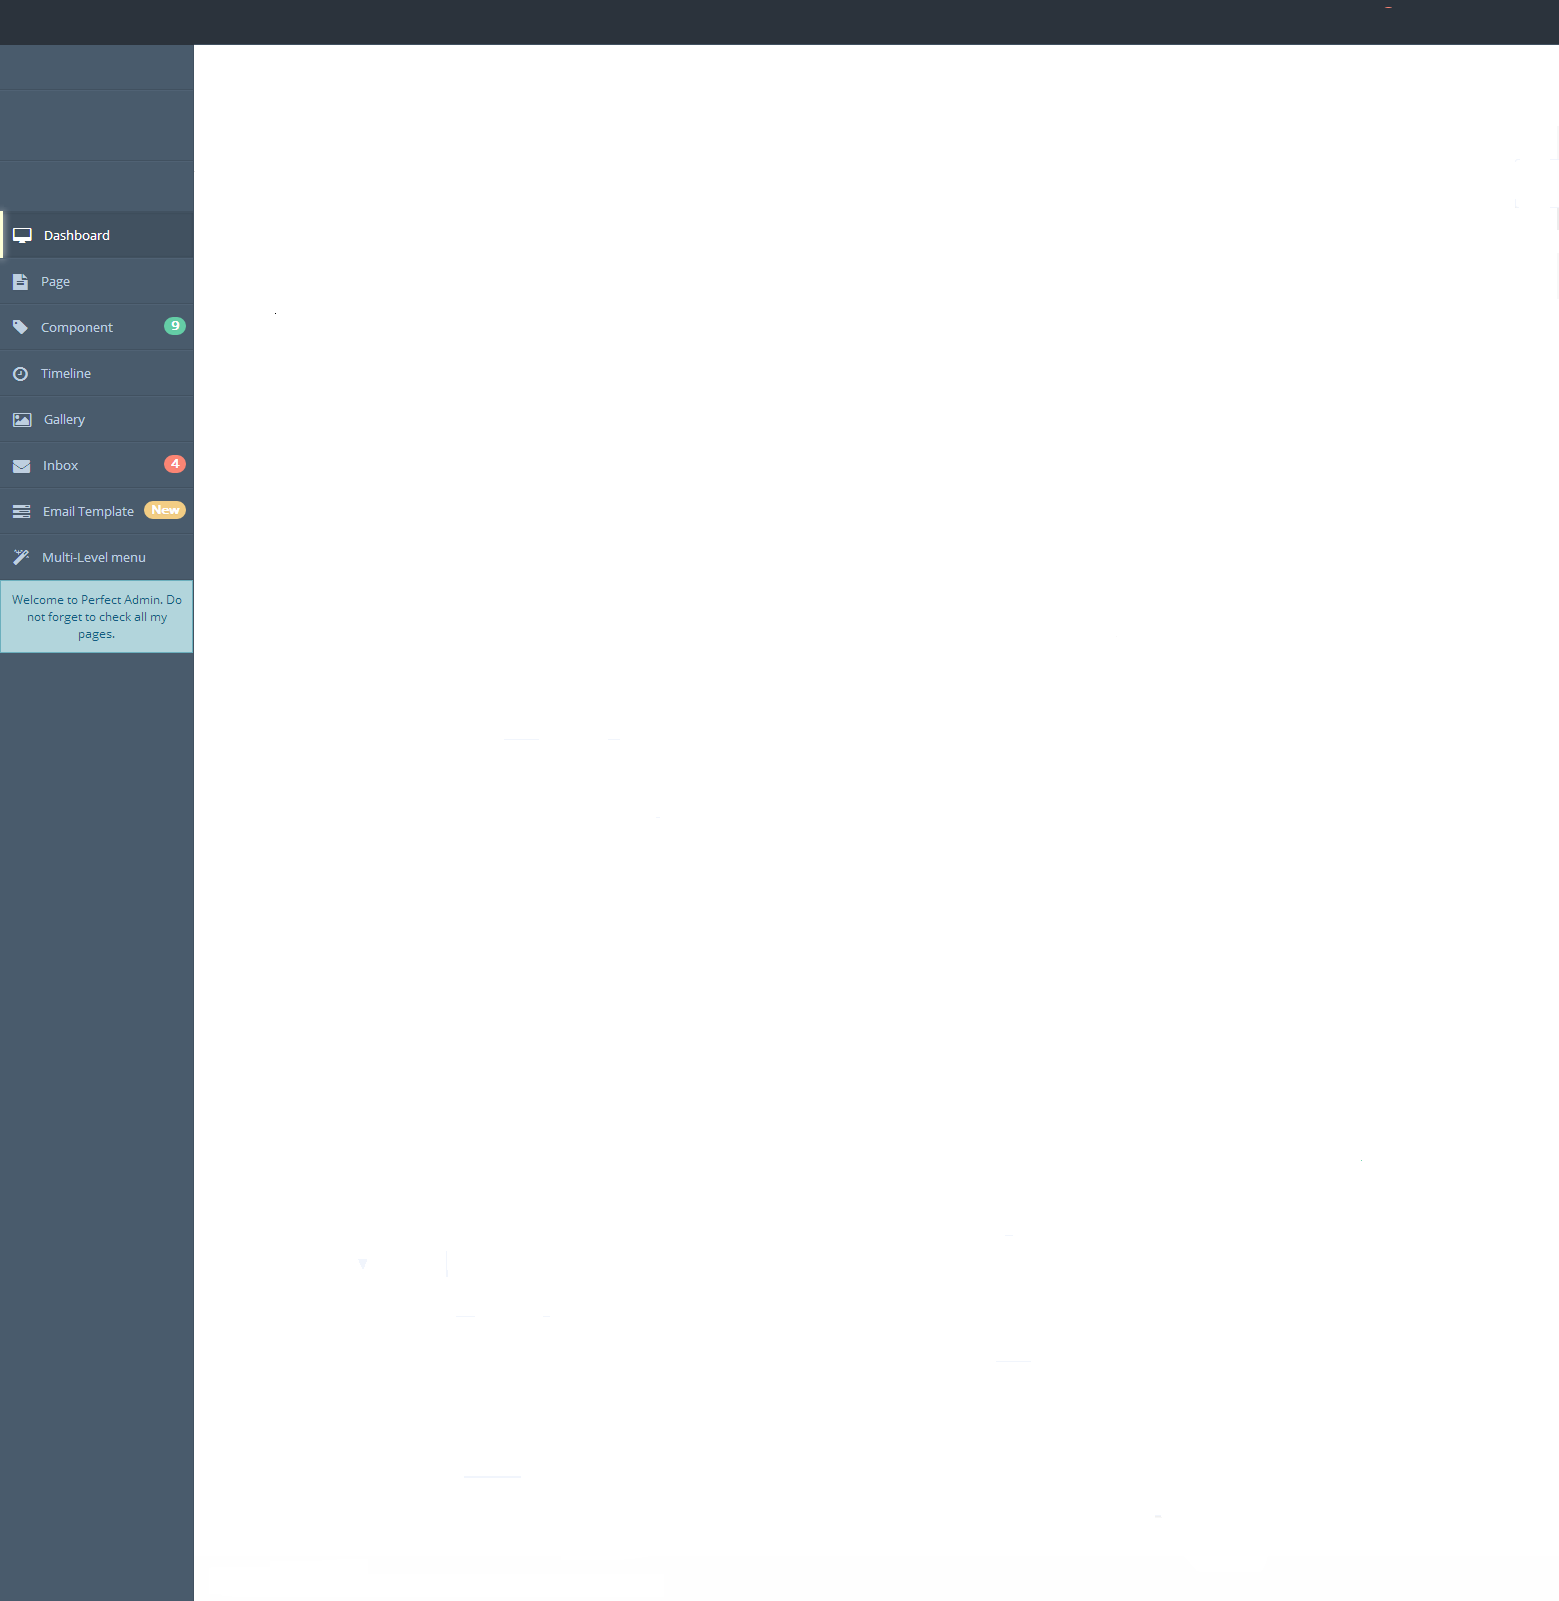 Dashboard
Page
Component 9
Timeline
Gallery
Inbox 4
Email Template New
Multi-Level menu
Welcome to Perfect Admin. Do
not forget to check all my
pages.